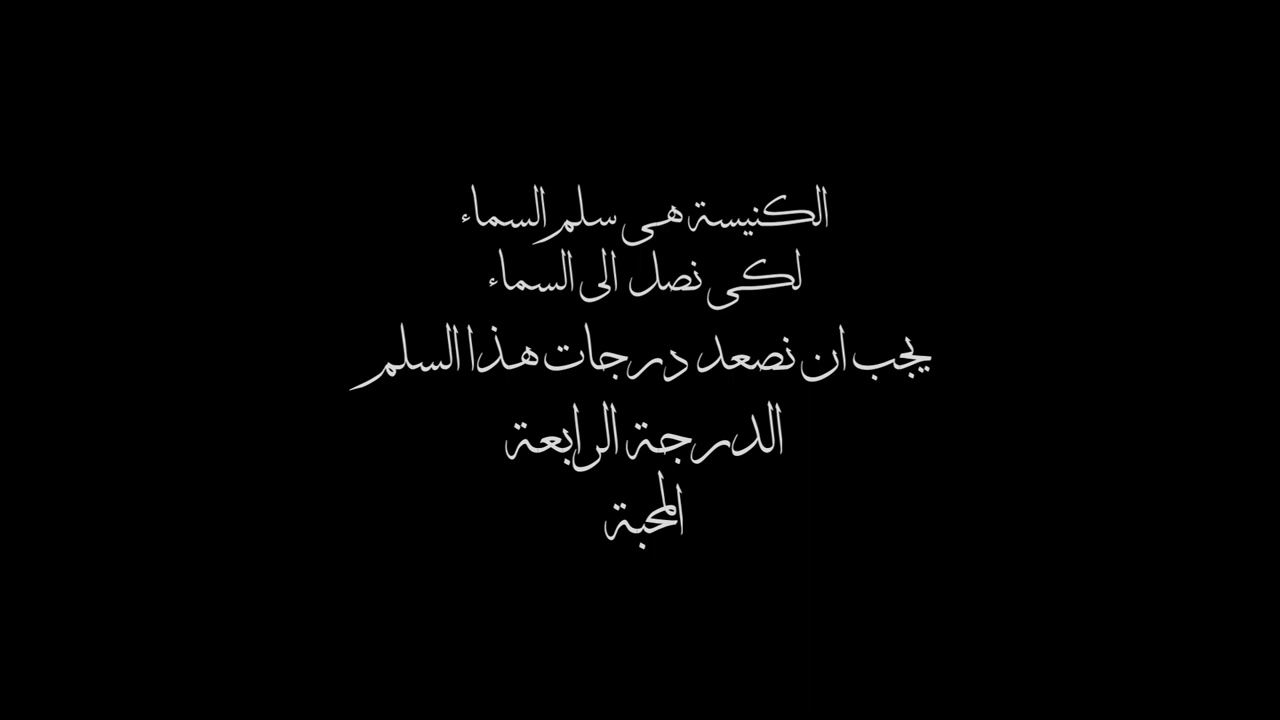 الكنيسة هى سلم السماء
لكى نصل الى السماء
يجب ان نصعد درجات هذا السلم
الدرجة الرابعة
المحبة